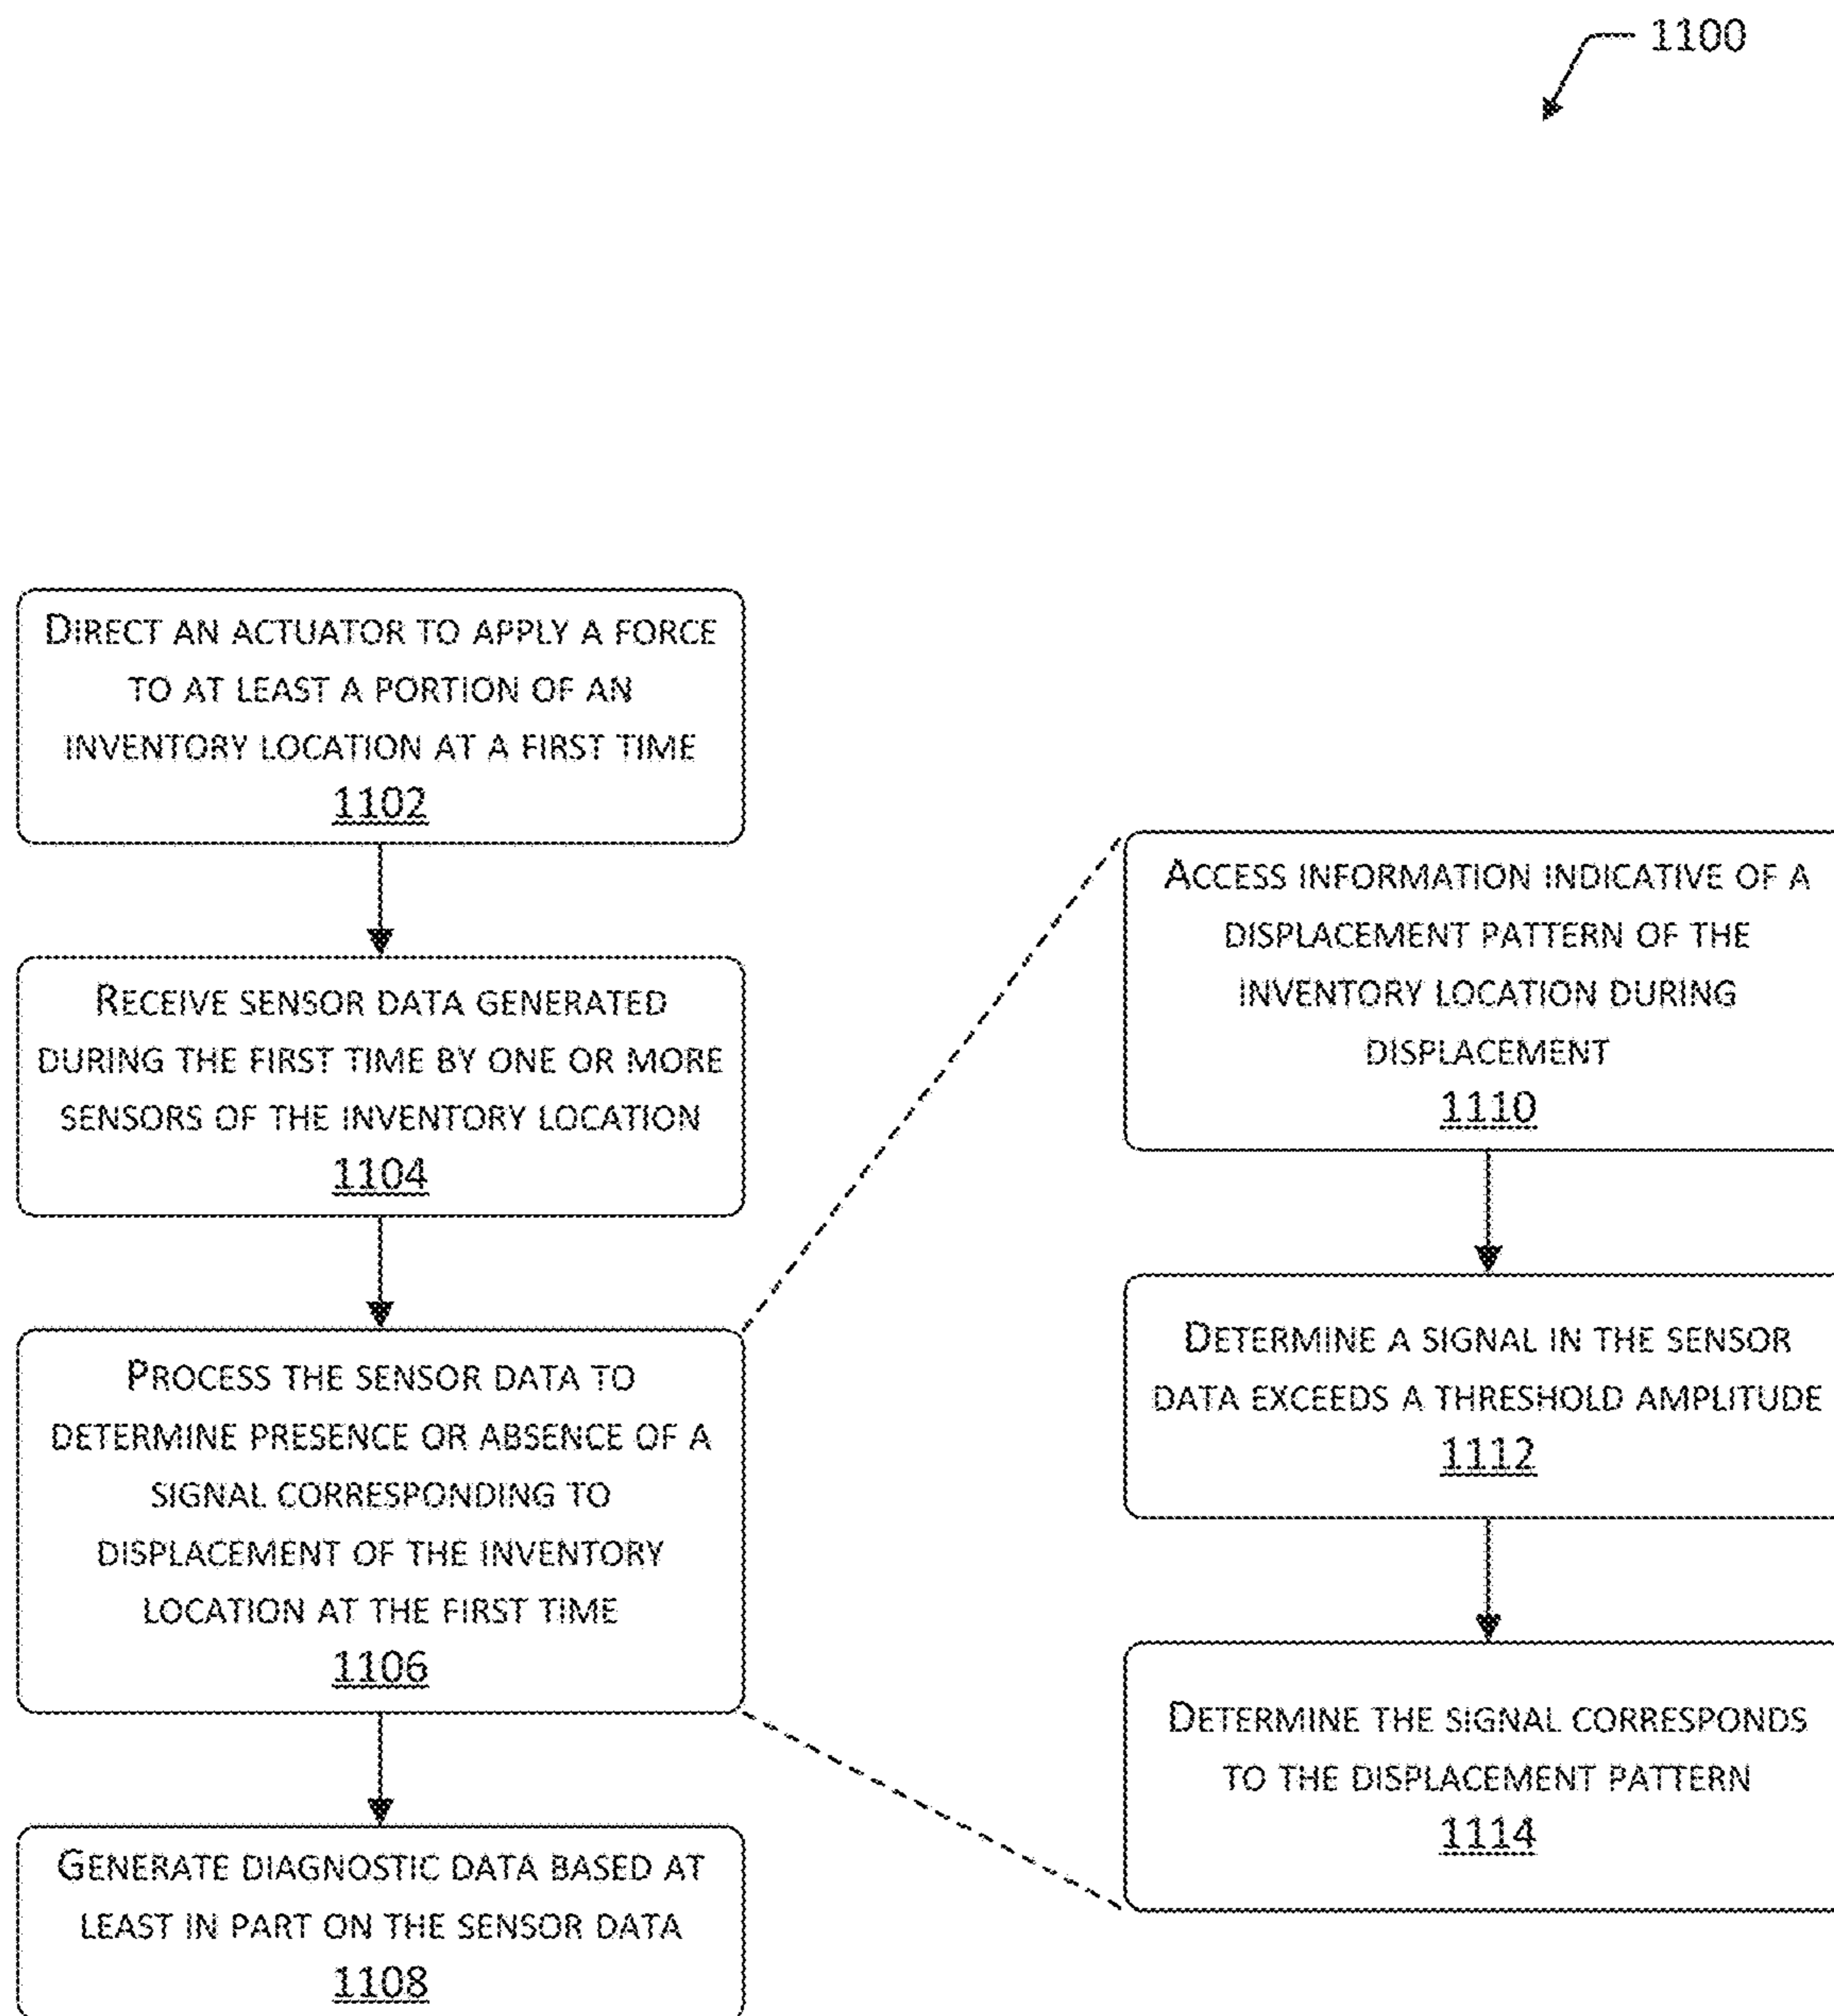 1100
DIRECT AN ACTUATOR TO APPLY A FORCE
TO AT LEAST A PORTION OF AN
INVENTORY LOCATION AT A FIRST TIME
1102
RECEIVE SENSOR DATA GENERATED
DURING THE FIRST TIME BY ONE OR MORE
SENSORS OF THE INVENTORY LOCATION
1104
PROCESS THE SENSOR DATA TO
DETERMINE PRESENCE OR ABSENCE OF A
SIGNAL CORRESPONDING TO
DISPLACEMENT OF THE INVENTORY
LOCATION AT THE FIRST TIME
1106
GENERATE DIAGNOSTIC DATA BASED AT
LEAST IN PART ON THE SENSOR DATA
1108
ACCESS INFORMATION INDICATIVE OF A
DISPLACEMENT PATTERN OF THE
INVENTORY LOCATION DURING
DISPLACEMENT
1110
DETERMINE A SIGNAL IN THE SENSOR
DATA EXCEEDS A THRESHOLD AMPLITUDE
1112
DETERMINE THE SIGNAL CORRESPONDS
TO THE DISPLACEMENT PATTERN
1114